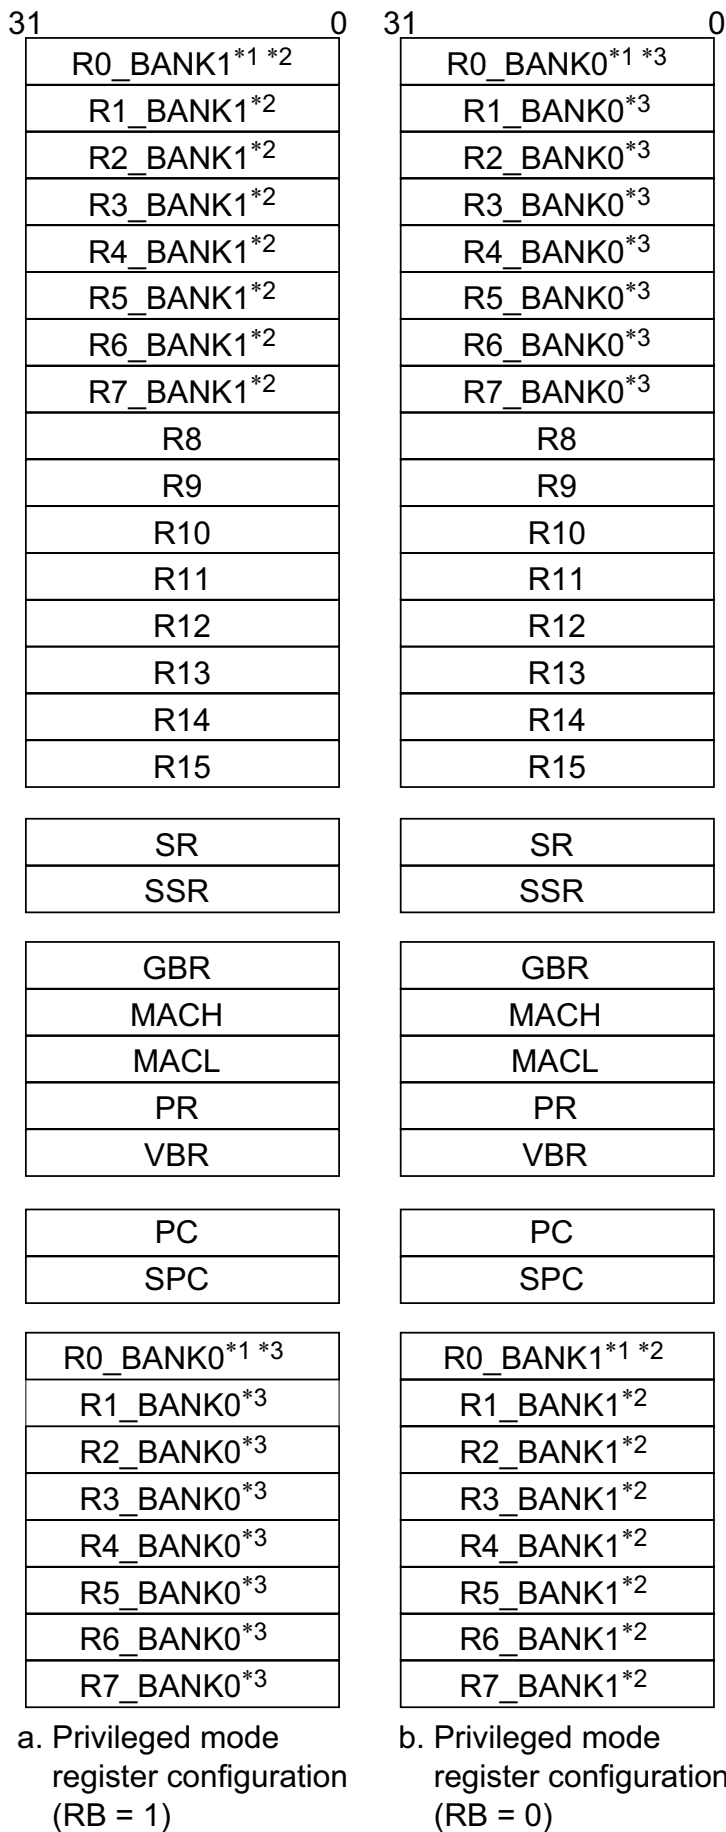 31 0
R0_BANK1*1 *2
R1_BANK1*2
R2_BANK1*2
R3_BANK1*2
R4_BANK1*2
R5_BANK1*2
R6_BANK1*2
R7_BANK1*2
R8
R9
R10
R11
R12
R13
R14
R15
SR
SSR
GBR
MACH
MACL
PR
VBR
PC
SPC
R0_BANK0*1 *3
R1_BANK0*3
R2_BANK0*3
R3_BANK0*3
R4_BANK0*3
R5_BANK0*3
R6_BANK0*3
R7_BANK0*3
a. Privileged mode
register configuration
(RB = 1)
31 0
R0_BANK0*1 *3
R1_BANK0*3
R2_BANK0*3
R3_BANK0*3
R4_BANK0*3
R5_BANK0*3
R6_BANK0*3
R7_BANK0*3
R8
R9
R10
R11
R12
R13
R14
R15
SR
SSR
GBR
MACH
MACL
PR
VBR
PC
SPC
R0_BANK1*1 *2
R1_BANK1*2
R2_BANK1*2
R3_BANK1*2
R4_BANK1*2
R5_BANK1*2
R6_BANK1*2
R7_BANK1*2
b. Privileged mode
register configuration
(RB = 0)